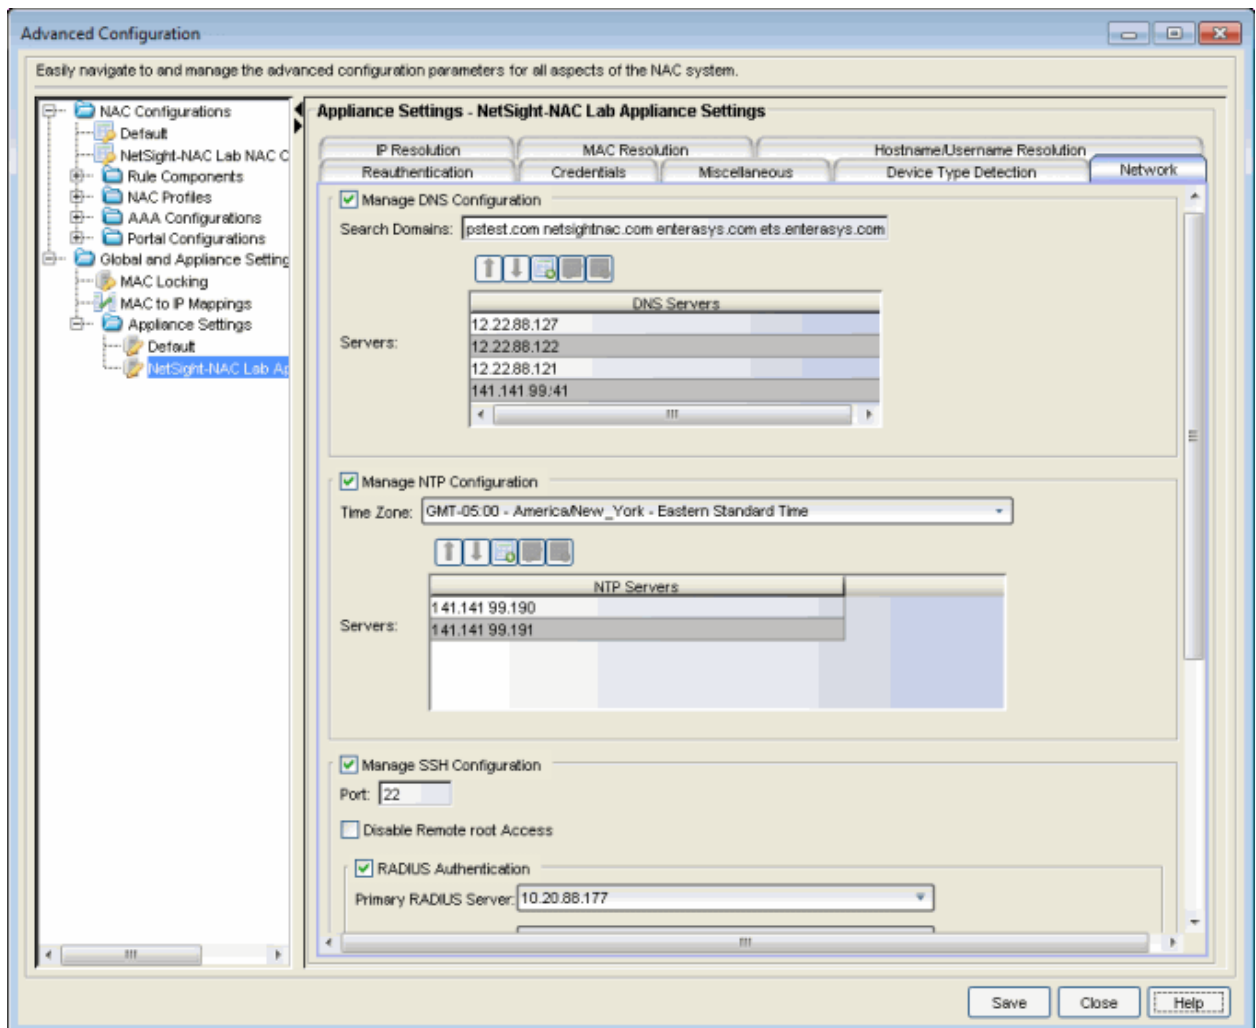 Advanced Configuration
Easily navigate to and manage the advanced configuration parameters for all aspects of the NAC system.
NAC Configurations
Default
NetSight-NAC Lab NAC C
Rule Components
NAC Profiles
AAA Configurations
Portal Configurations
Global and Appliance Setting
MAC Locking
MAC to IP Mappings
Appliance Settings
Default
NetSight-NAC Lab Ap
Appliance Settings - NetSight-NAC Lab Appliance Settings
IP Resolution MAC Resolution Hostname/Username Resolution
Reauthentication Credentials Miscellaneous Device Type Detection Network
Manage DNS Configuration
Search Domains: pstest.com netsightnac.com enterasys.com ets.enterasys.com
DNS Servers
Servers:
12.22.88.127
12.22.88.122
12.22.88.121
141.141 99.41
Manage NTP Configuration
Time Zone: GMT-05:00 - America/New_York - Eastern Standard Time
NTP Servers
Servers:
141.141 99.190
141.141 99.191
Manage SSH Configuration
Port: 22
Disable Remote root Access
RADIUS Authentication
Primary RADIUS Server: 10.20.88.177
Save Close Help